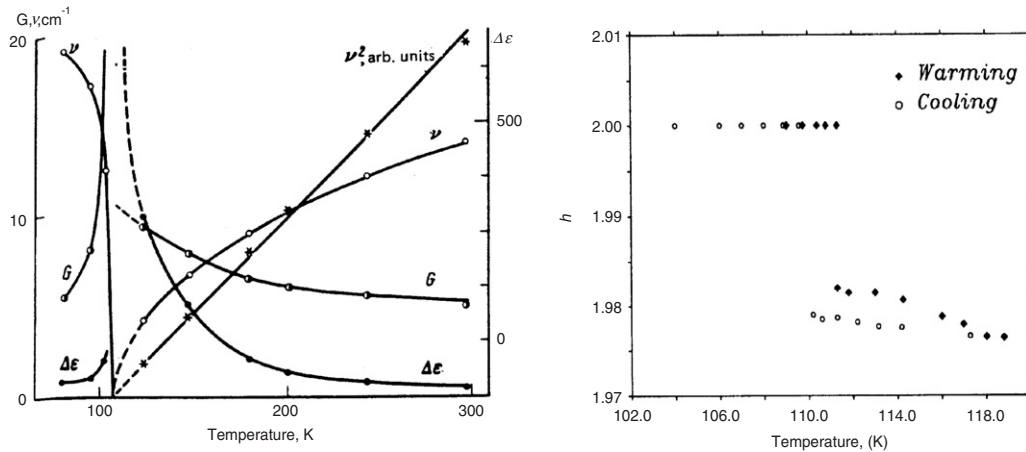 G,ν,cm⁻¹
Δε
20
ν
ν², arb. units
ν
500
10
G
G
0
Δε
Δε
0
100
200
300
Temperature, K
2.01
Warming
Cooling
2.00
h
1.99
1.98
1.97
102.0
106.0
110.0
114.0
118.0
Temperature, (K)